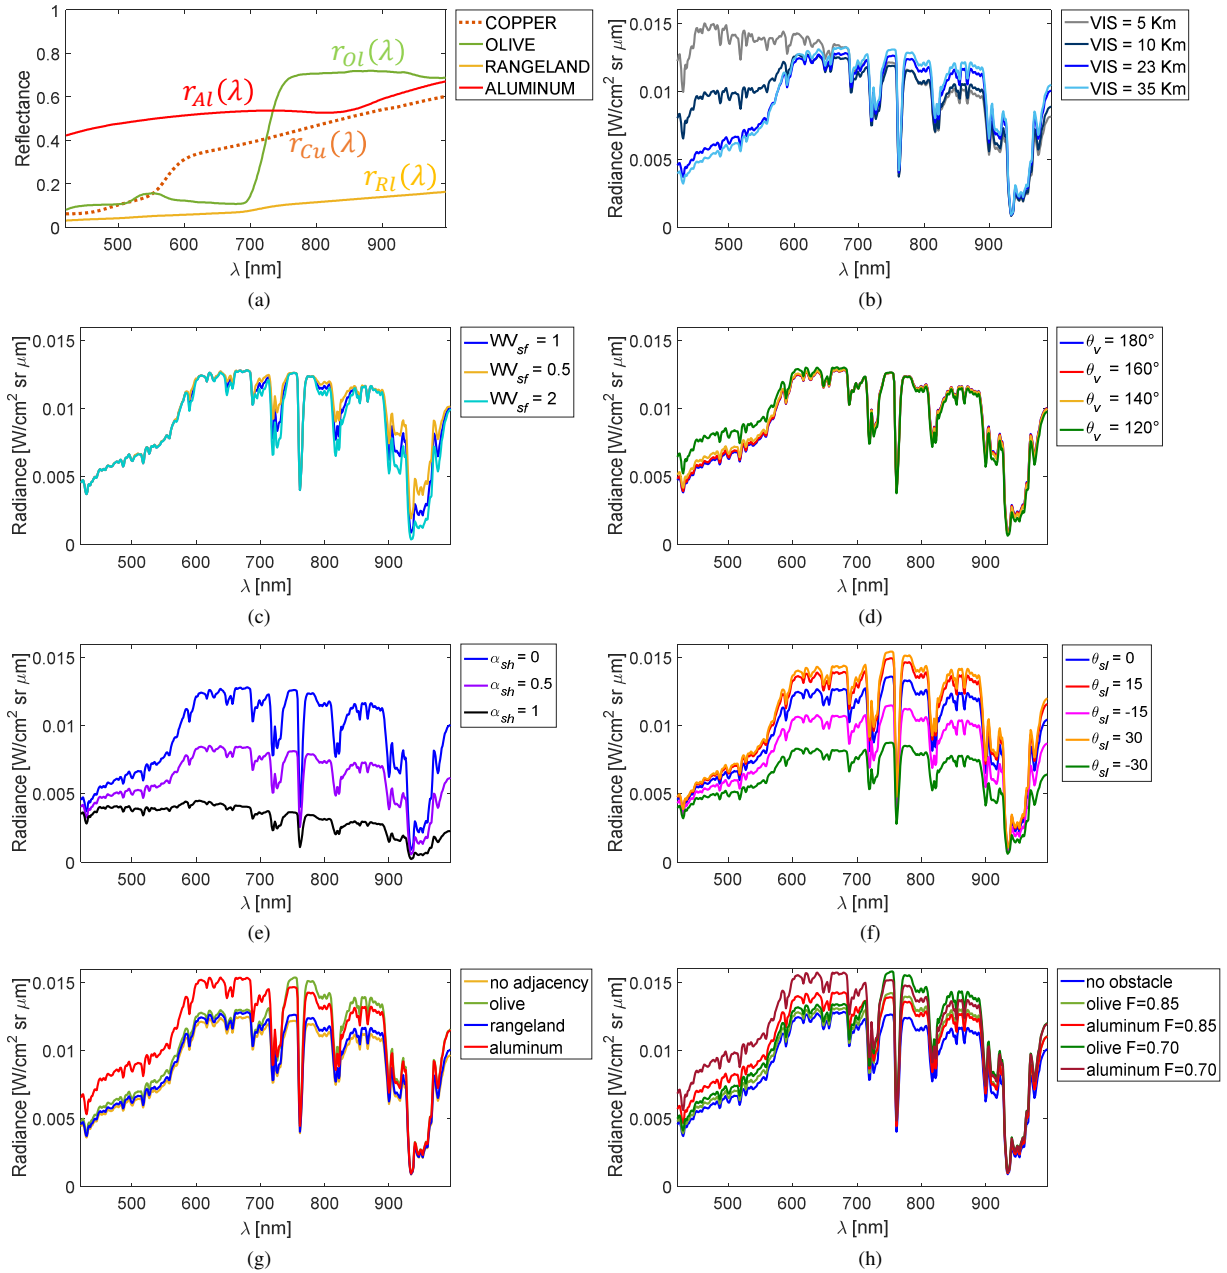 1
0.8
0.6
0.4
0.2
0
Reflectance
500 600 700 800 900
λ [nm]
r_Ol(λ)
r_Al(λ)
r_Cu(λ)
r_Rl(λ)
COPPER
OLIVE
RANGELAND
ALUMINUM
(a)
0.015
0.01
0.005
0
Radiance [W/cm² sr μm]
500 600 700 800 900
λ [nm]
VIS = 5 Km
VIS = 10 Km
VIS = 23 Km
VIS = 35 Km
(b)
0.015
0.01
0.005
0
Radiance [W/cm² sr μm]
500 600 700 800 900
λ [nm]
WV_sf = 1
WV_sf = 0.5
WV_sf = 2
(c)
0.015
0.01
0.005
0
Radiance [W/cm² sr μm]
500 600 700 800 900
λ [nm]
θ_v = 180°
θ_v = 160°
θ_v = 140°
θ_v = 120°
(d)
0.015
0.01
0.005
0
Radiance [W/cm² sr μm]
500 600 700 800 900
λ [nm]
α_sh = 0
α_sh = 0.5
α_sh = 1
(e)
0.015
0.01
0.005
0
Radiance [W/cm² sr μm]
500 600 700 800 900
λ [nm]
θ_sl = 0
θ_sl = 15
θ_sl = -15
θ_sl = 30
θ_sl = -30
(f)
0.015
0.01
0.005
0
Radiance [W/cm² sr μm]
500 600 700 800 900
λ [nm]
no adjacency
olive
rangeland
aluminum
(g)
0.015
0.01
0.005
0
Radiance [W/cm² sr μm]
500 600 700 800 900
λ [nm]
no obstacle
olive F=0.85
aluminum F=0.85
olive F=0.70
aluminum F=0.70
(h)